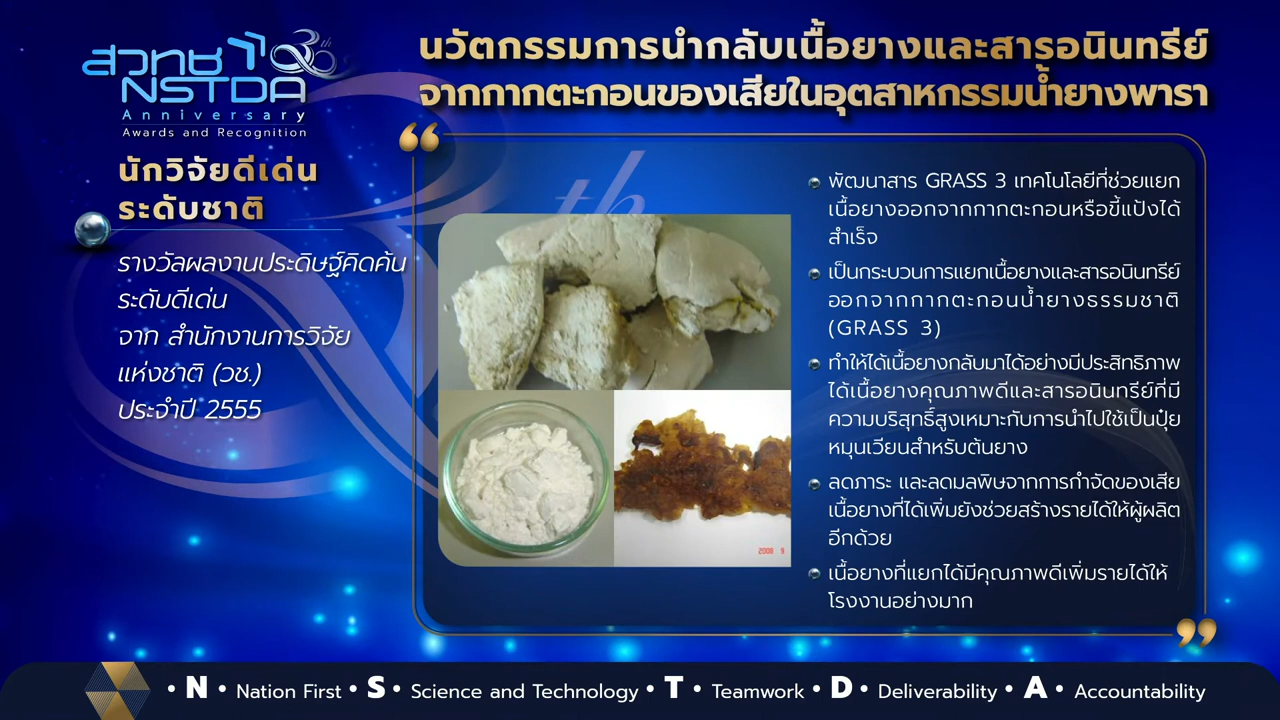 สวทช
30th
NSTDA
Anniversary
Awards and Recognition
นักวิจัยดีเด่น
ระดับชาติ
รางวัลผลงานประดิษฐ์คิดค้น
ระดับดีเด่น
จาก สำนักงานการวิจัย
แห่งชาติ (วช.)
ประจำปี 2555
นวัตกรรมการนำกลับเนื้อยางและสารอนินทรีย์
จากกากตะกอนของเสียในอุตสาหกรรมน้ำยางพารา
th
พัฒนาสาร GRASS 3 เทคโนโลยีที่ช่วยแยก
เนื้อยางออกจากกากตะกอนหรือขี้แป้งได้
สำเร็จ
เป็นกระบวนการแยกเนื้อยางและสารอนินทรีย์
ออกจากกากตะกอนน้ำยางธรรมชาติ
(GRASS 3)
ทำให้ได้เนื้อยางกลับมาได้อย่างมีประสิทธิภาพ
ได้เนื้อยางคุณภาพดีและสารอนินทรีย์ที่มี
ความบริสุทธิ์สูงเหมาะกับการนำไปใช้เป็นปุ๋ย
หมุนเวียนสำหรับต้นยาง
ลดภาระ และลดมลพิษจากการกำจัดของเสีย
เนื้อยางที่ได้เพิ่มยังช่วยสร้างรายได้ให้ผู้ผลิต
อีกด้วย
เนื้อยางที่แยกได้มีคุณภาพดีเพิ่มรายได้ให้
โรงงานอย่างมาก
2008 9
• N • Nation First • S • Science and Technology • T • Teamwork • D • Deliverability • A • Accountability